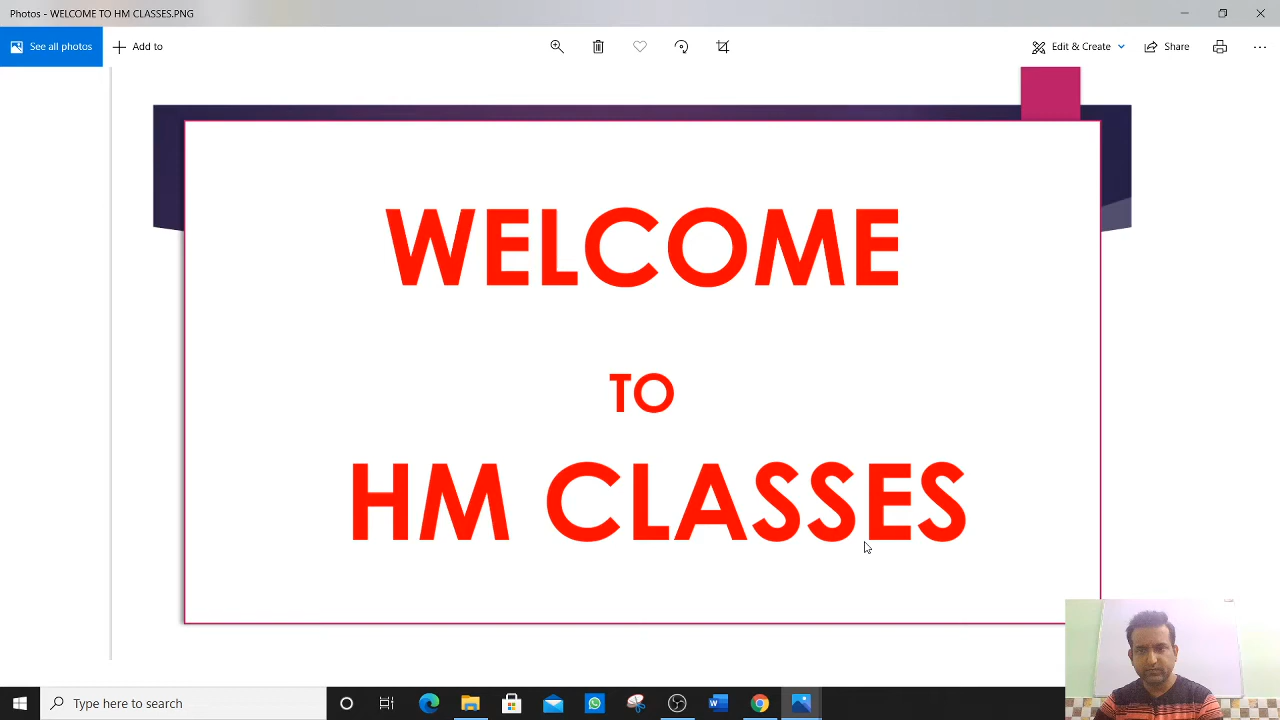 Photos - WELCOME TO HM CLASSES.PNG
See all photos
Add to
Edit & Create
Share
WELCOME
TO
HM CLASSES
Type here to search